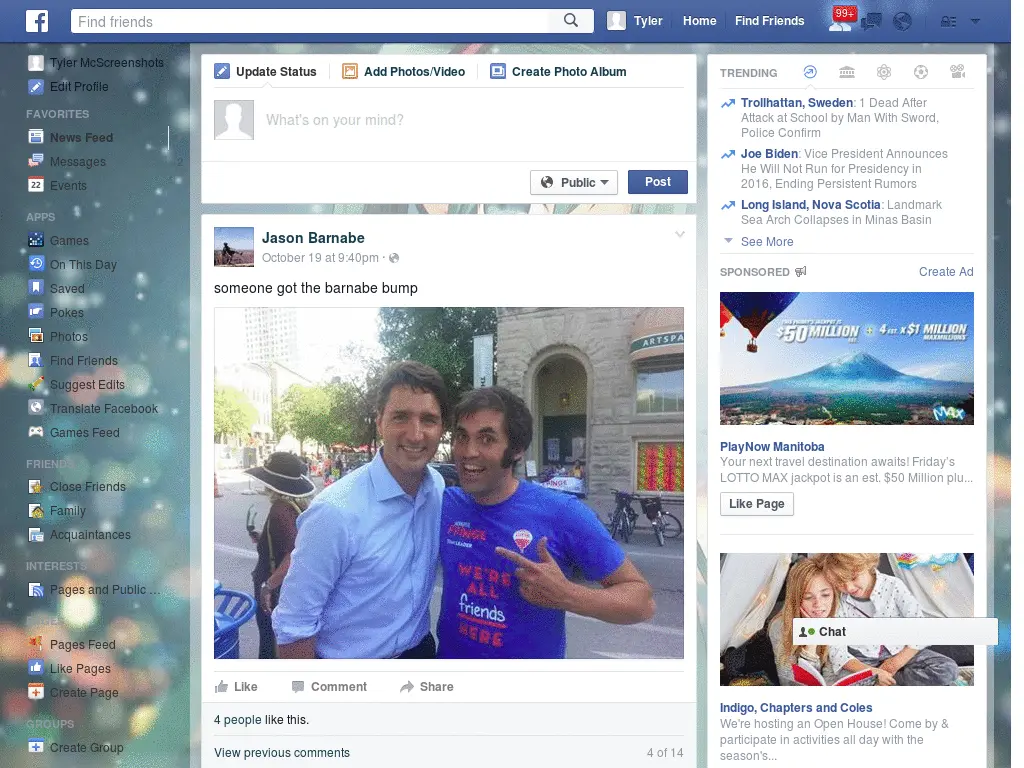 Find friends
Tyler
Home
Find Friends
99+
Tyler McScreenshots
Edit Profile
FAVORITES
News Feed
Messages
2
Events
22
APPS
Games
On This Day
Saved
Pokes
Photos
Find Friends
Suggest Edits
Translate Facebook
Games Feed
FRIENDS
Close Friends
Family
Acquaintances
INTERESTS
Pages and Public ...
Pages Feed
Like Pages
Create Page
GROUPS
Create Group
Update Status
Add Photos/Video
Create Photo Album
What's on your mind?
Public
Post
Jason Barnabe
October 19 at 9:40pm ·
someone got the barnabe bump
ARTSPA
FRINGE
LEADER
WE'RE
ALL
friends
HERE
Like
Comment
Share
4 people like this.
View previous comments
4 of 14
TRENDING
Trollhattan, Sweden: 1 Dead After
Attack at School by Man With Sword,
Police Confirm
Joe Biden: Vice President Announces
He Will Not Run for Presidency in
2016, Ending Persistent Rumors
Long Island, Nova Scotia: Landmark
Sea Arch Collapses in Minas Basin
See More
SPONSORED
Create Ad
$50 MILLION
4 EST. X $1 MILLION
MAXMILLIONS
MAX
PlayNow Manitoba
Your next travel destination awaits! Friday's
LOTTO MAX jackpot is an est. $50 Million plu...
Like Page
Chat
Indigo, Chapters and Coles
We're hosting an Open House! Come by &
participate in activities all day with the
season's...